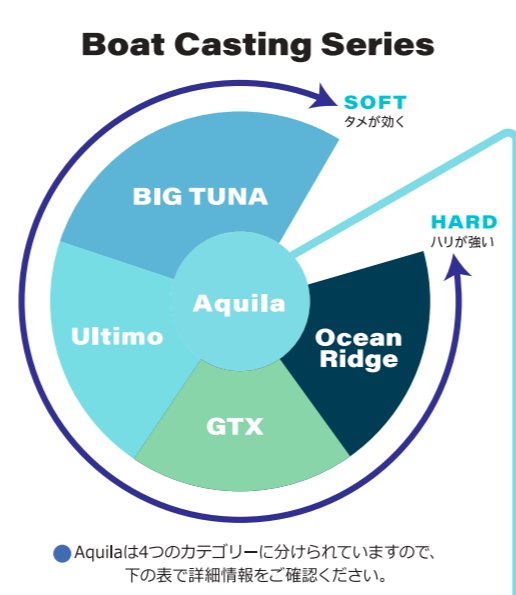 Boat Casting Series
SOFT
タメが効く
BIG TUNA
HARD
ハリが強い
Aquila
Ultimo
Ocean
Ridge
GTX
Aquilaは4つのカテゴリーに分けられていますので、
下の表で詳細情報をご確認ください。